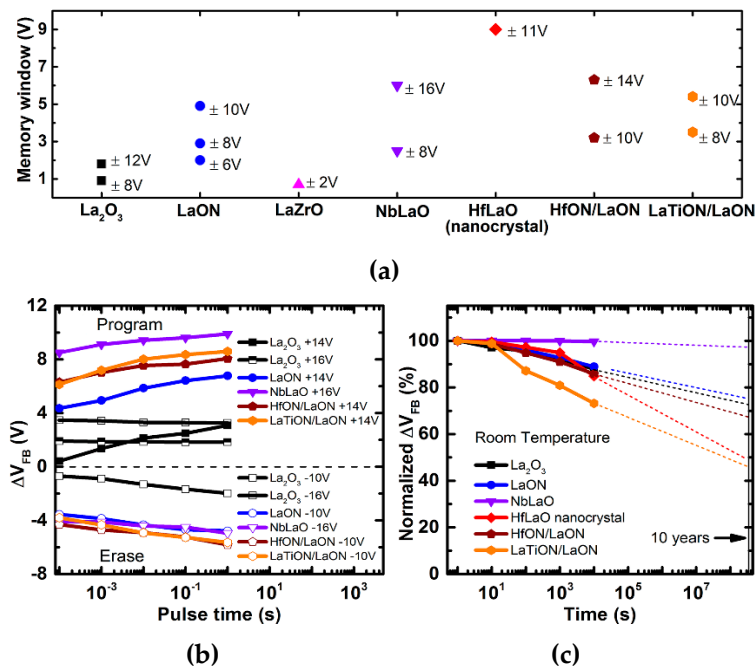 Memory window (V)
9
7
5
3
1
± 12V
± 8V
± 10V
± 8V
± 6V
± 2V
± 16V
± 8V
± 11V
± 14V
± 10V
± 10V
± 8V
La₂O₃
LaON
LaZrO
NbLaO
HfLaO
(nanocrystal)
HfON/LaON
LaTiON/LaON
(a)
ΔV_FB (V)
12
8
4
0
-4
-8
Program
La₂O₃ +14V
La₂O₃ +16V
LaON +14V
NbLaO +16V
HfON/LaON +14V
LaTiON/LaON +14V
La₂O₃ -10V
La₂O₃ -16V
LaON -10V
NbLaO -16V
HfON/LaON -10V
LaTiON/LaON -10V
Erase
10⁻³ 10⁻¹ 10¹ 10³
Pulse time (s)
(b)
Normalized ΔV_FB (%)
100
80
60
40
20
0
Room Temperature
La₂O₃
LaON
NbLaO
HfLaO nanocrystal
HfON/LaON
LaTiON/LaON
10 years
10¹ 10³ 10⁵ 10⁷
Time (s)
(c)